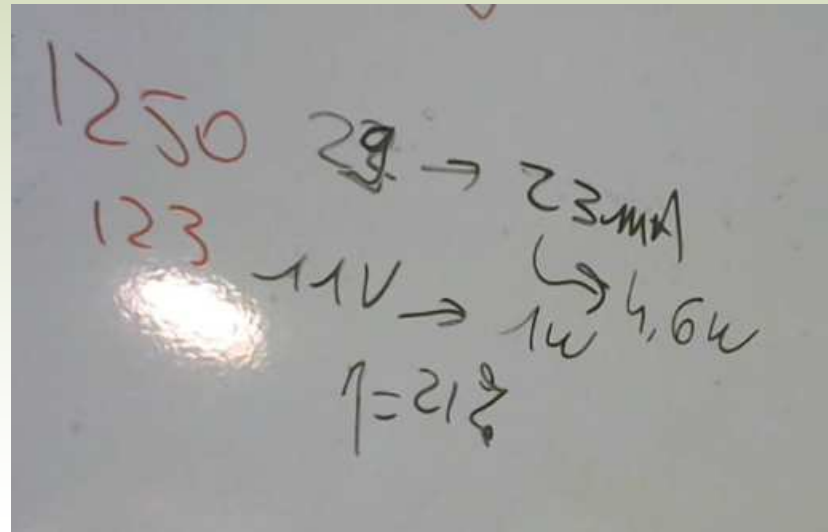 1250
29 → 23mA
123
↳ 4,6W
11V → 1W
η=21%